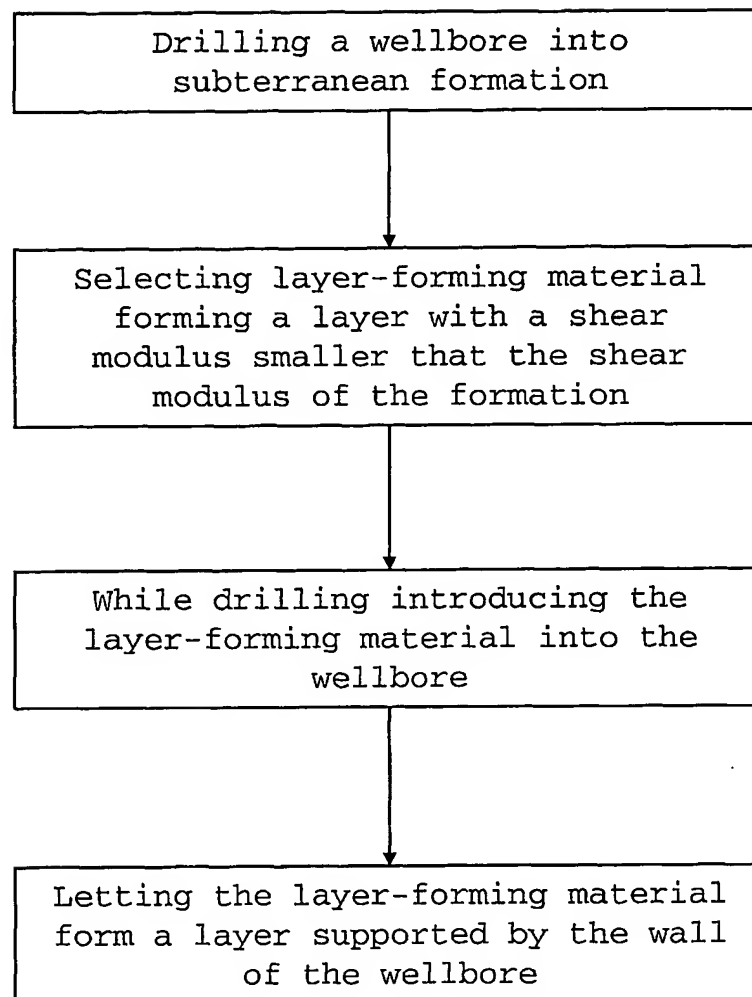 Drilling a wellbore into
subterranean formation
Selecting layer-forming material
forming a layer with a shear
modulus smaller that the shear
modulus of the formation
While drilling introducing the
layer-forming material into the
wellbore
Letting the layer-forming material
form a layer supported by the wall
of the wellbore